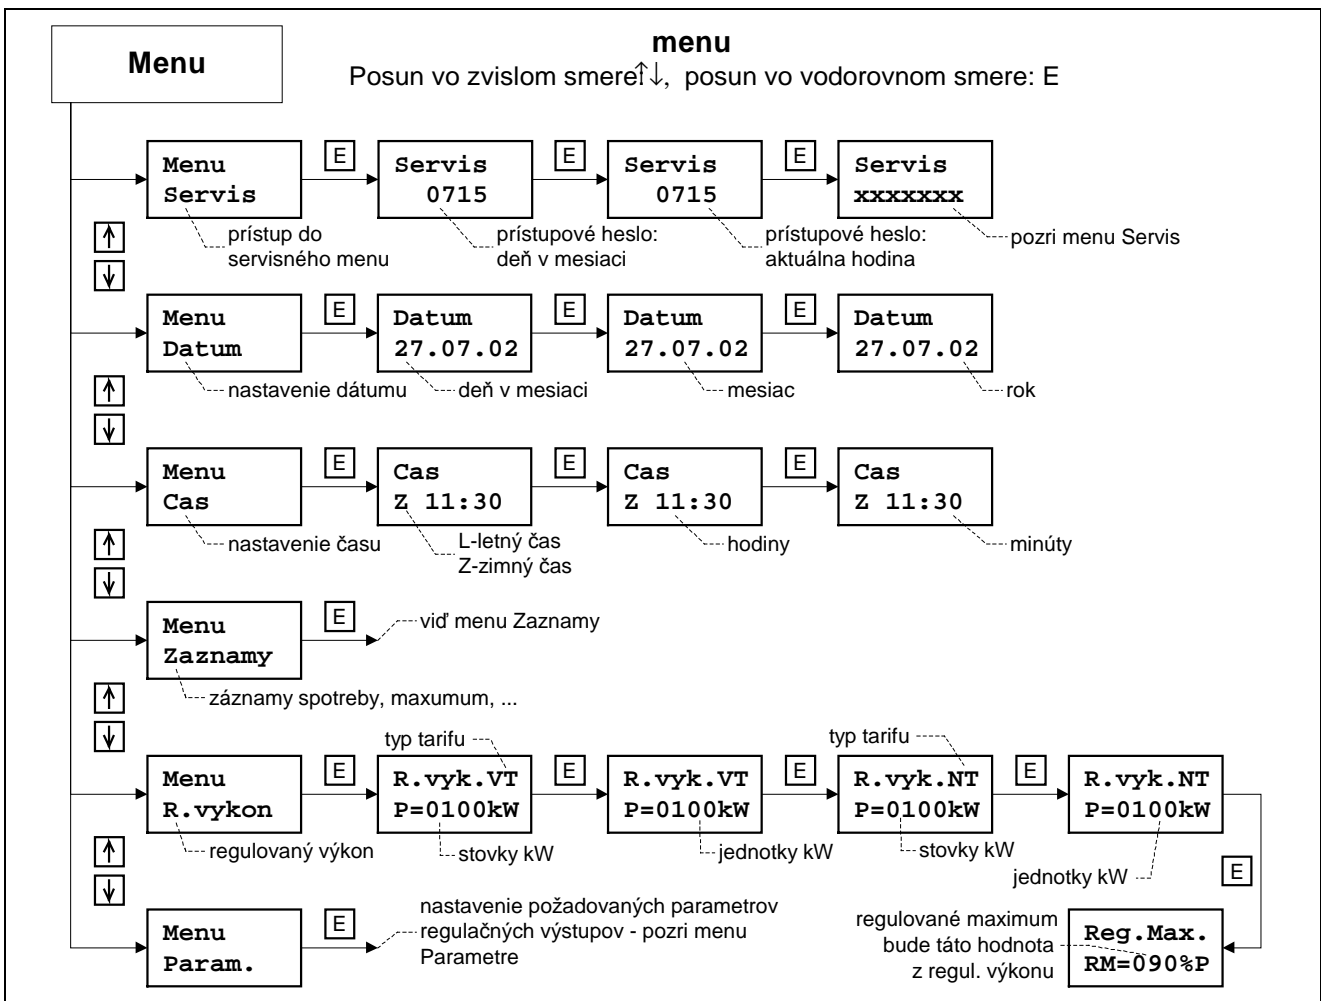 Menu
menu
Posun vo zvislom smere: ↑↓, posun vo vodorovnom smere: E
Menu
Servis
E
Servis
0715
E
Servis
0715
E
Servis
xxxxxxx
prístup do
servisného menu
prístupové heslo:
deň v mesiaci
prístupové heslo:
aktuálna hodina
pozri menu Servis
↑
↓
Menu
Datum
E
Datum
27.07.02
E
Datum
27.07.02
E
Datum
27.07.02
nastavenie dátumu
deň v mesiaci
mesiac
rok
↑
↓
Menu
Cas
E
Cas
Z 11:30
E
Cas
Z 11:30
E
Cas
Z 11:30
nastavenie času
L-letný čas
Z-zimný čas
hodiny
minúty
↑
↓
Menu
Zaznamy
E
viď menu Zaznamy
záznamy spotreby, maxumum, ...
↑
↓
typ tarifu
typ tarifu
Menu
R.vykon
E
R.vyk.VT
P=0100kW
E
R.vyk.VT
P=0100kW
E
R.vyk.NT
P=0100kW
E
R.vyk.NT
P=0100kW
regulovaný výkon
stovky kW
jednotky kW
stovky kW
jednotky kW
E
↑
↓
Menu
Param.
E
nastavenie požadovaných parametrov
regulačných výstupov - pozri menu
Parametre
regulované maximum
bude táto hodnota
z regul. výkonu
Reg.Max.
RM=090%P